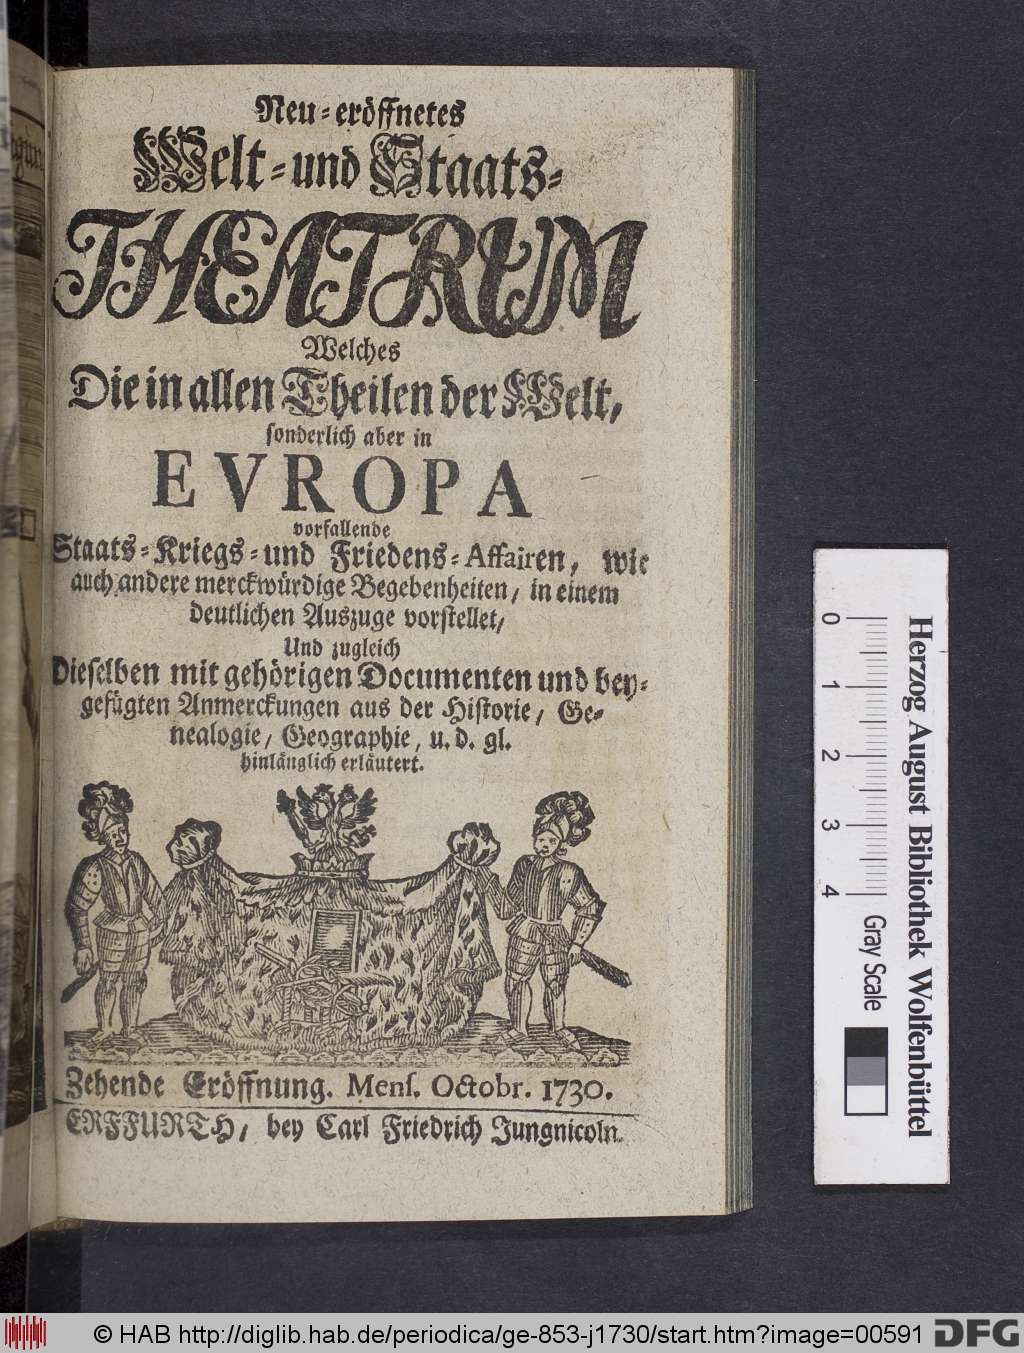 Neu-eröffnetes
Welt-und Staats-
THEATRUM
Welches
Die in allen Theilen der Welt,
sonderlich aber in
EVROPA
vorfallende
Staats-Kriegs-und Friedens-Affairen, wie
auch andere merckwürdige Begebenheiten, in einem
deutlichen Auszuge vorstellet,
Und zugleich
Dieselben mit gehörigen Documenten und bey-
gefügten Anmerckungen aus der Historie, Ge-
nealogie, Geographie, u. d. gl.
hinlänglich erläutert.
Zehende Eröffnung. Mens. Octobr. 1730.
ERFFURTH, bey Carl Friedrich Jungnicoln.
Herzog August Bibliothek Wolfenbüttel
0 1 2 3 4
Gray Scale
© HAB http://diglib.hab.de/periodica/ge-853-j1730/start.htm?image=00591
DFG